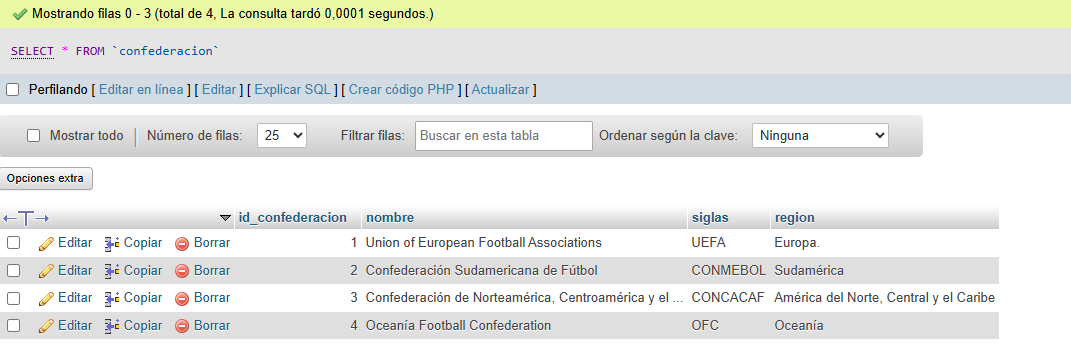 Mostrando filas 0 - 3 (total de 4, La consulta tardó 0,0001 segundos.)
SELECT * FROM `confederacion`
Perfilando [ Editar en línea ] [ Editar ] [ Explicar SQL ] [ Crear código PHP ] [ Actualizar ]
Mostrar todo | Número de filas: 25 Filtrar filas: Buscar en esta tabla Ordenar según la clave: Ninguna
Opciones extra
←T→ id_confederacion nombre siglas region
Editar Copiar Borrar 1 Union of European Football Associations UEFA Europa.
Editar Copiar Borrar 2 Confederación Sudamericana de Fútbol CONMEBOL Sudamérica
Editar Copiar Borrar 3 Confederación de Norteamérica, Centroamérica y el ... CONCACAF América del Norte, Central y el Caribe
Editar Copiar Borrar 4 Oceanía Football Confederation OFC Oceanía